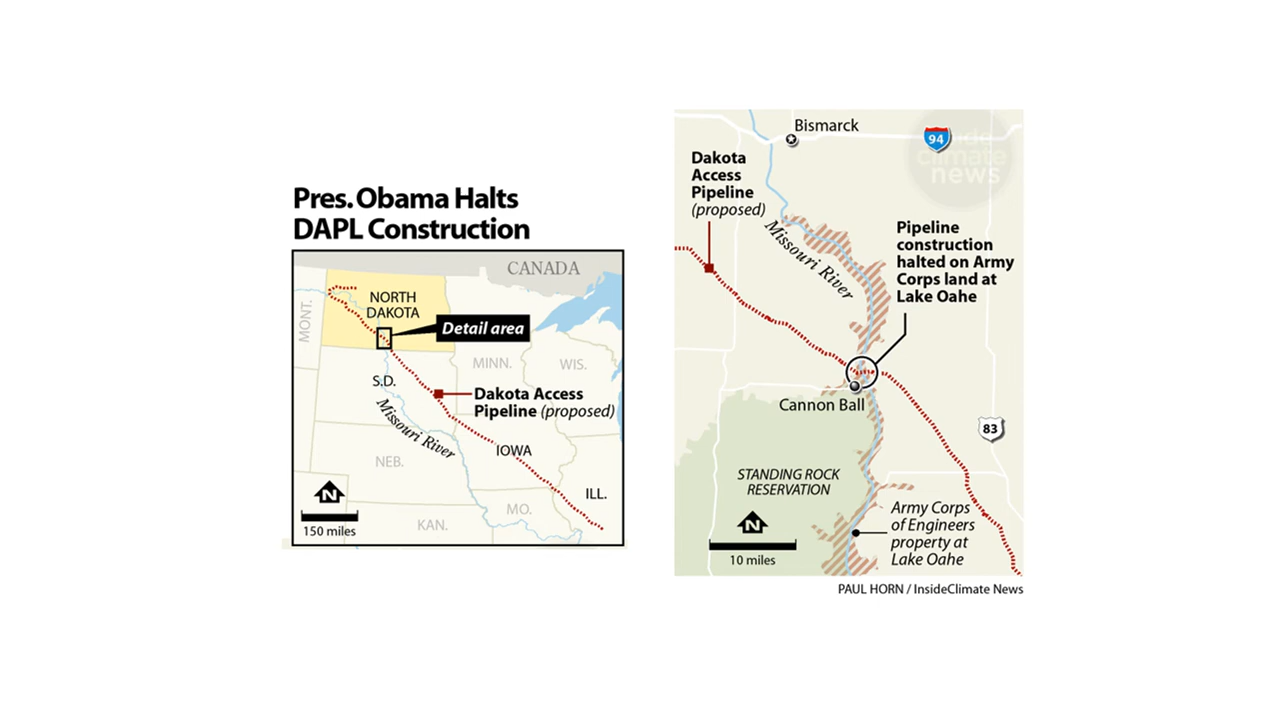 Pres. Obama Halts
DAPL Construction
CANADA
MONT.
NORTH
DAKOTA
Detail area
MINN.
WIS.
S.D.
Dakota Access
Pipeline (proposed)
Missouri River
IOWA
NEB.
ILL.
N
150 miles
KAN.
MO.
Bismarck
94
inside
climate
news
Dakota
Access
Pipeline
(proposed)
Missouri River
Pipeline
construction
halted on Army
Corps land at
Lake Oahe
Cannon Ball
83
STANDING ROCK
RESERVATION
N
10 miles
Army Corps
of Engineers
property at
Lake Oahe
PAUL HORN / InsideClimate News